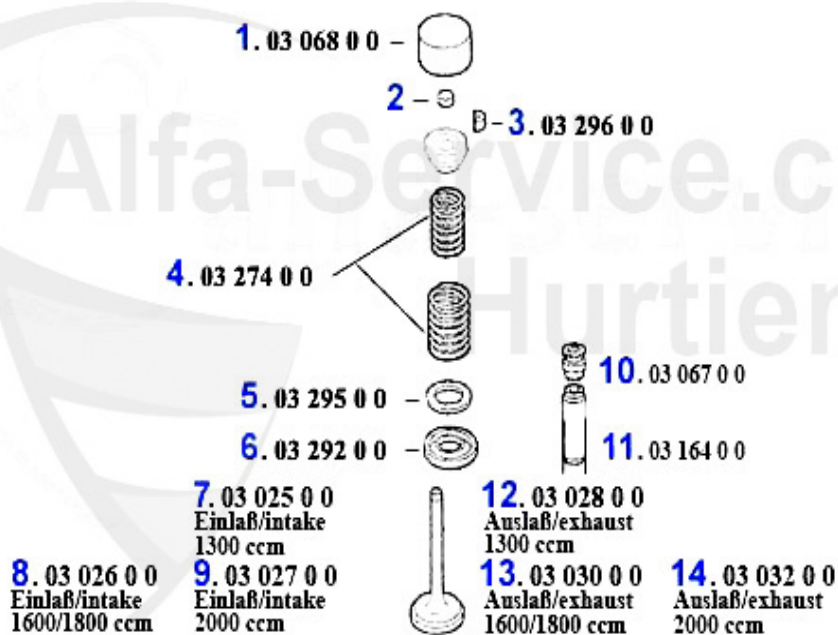 1. 03 068 0 0
2
3. 03 296 0 0
Alfa-Service.c
4. 03 274 0 0
Hurtier
10. 03 067 0 0
5. 03 295 0 0
6. 03 292 0 0
11. 03 164 0 0
7. 03 025 0 0
Einlaß/intake
1300 ccm
12. 03 028 0 0
Auslaß/exhaust
1300 ccm
8. 03 026 0 0
Einlaß/intake
1600/1800 ccm
9. 03 027 0 0
Einlaß/intake
2000 ccm
13. 03 030 0 0
Auslaß/exhaust
1600/1800 ccm
14. 03 032 0 0
Auslaß/exhaust
2000 ccm